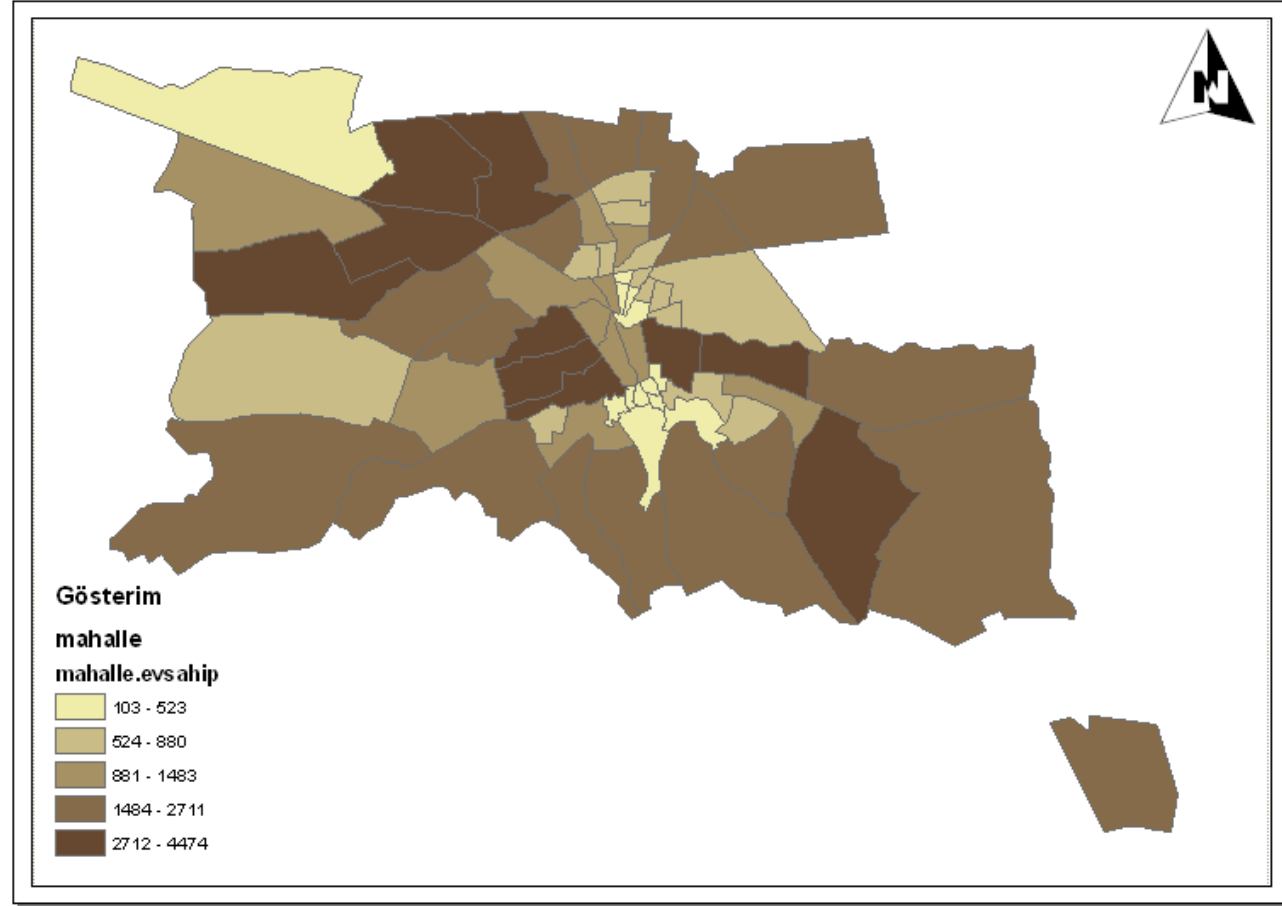 N
Gösterim
mahalle
mahalle.evsahip
103 - 523
524 - 880
881 - 1483
1484 - 2711
2712 - 4474